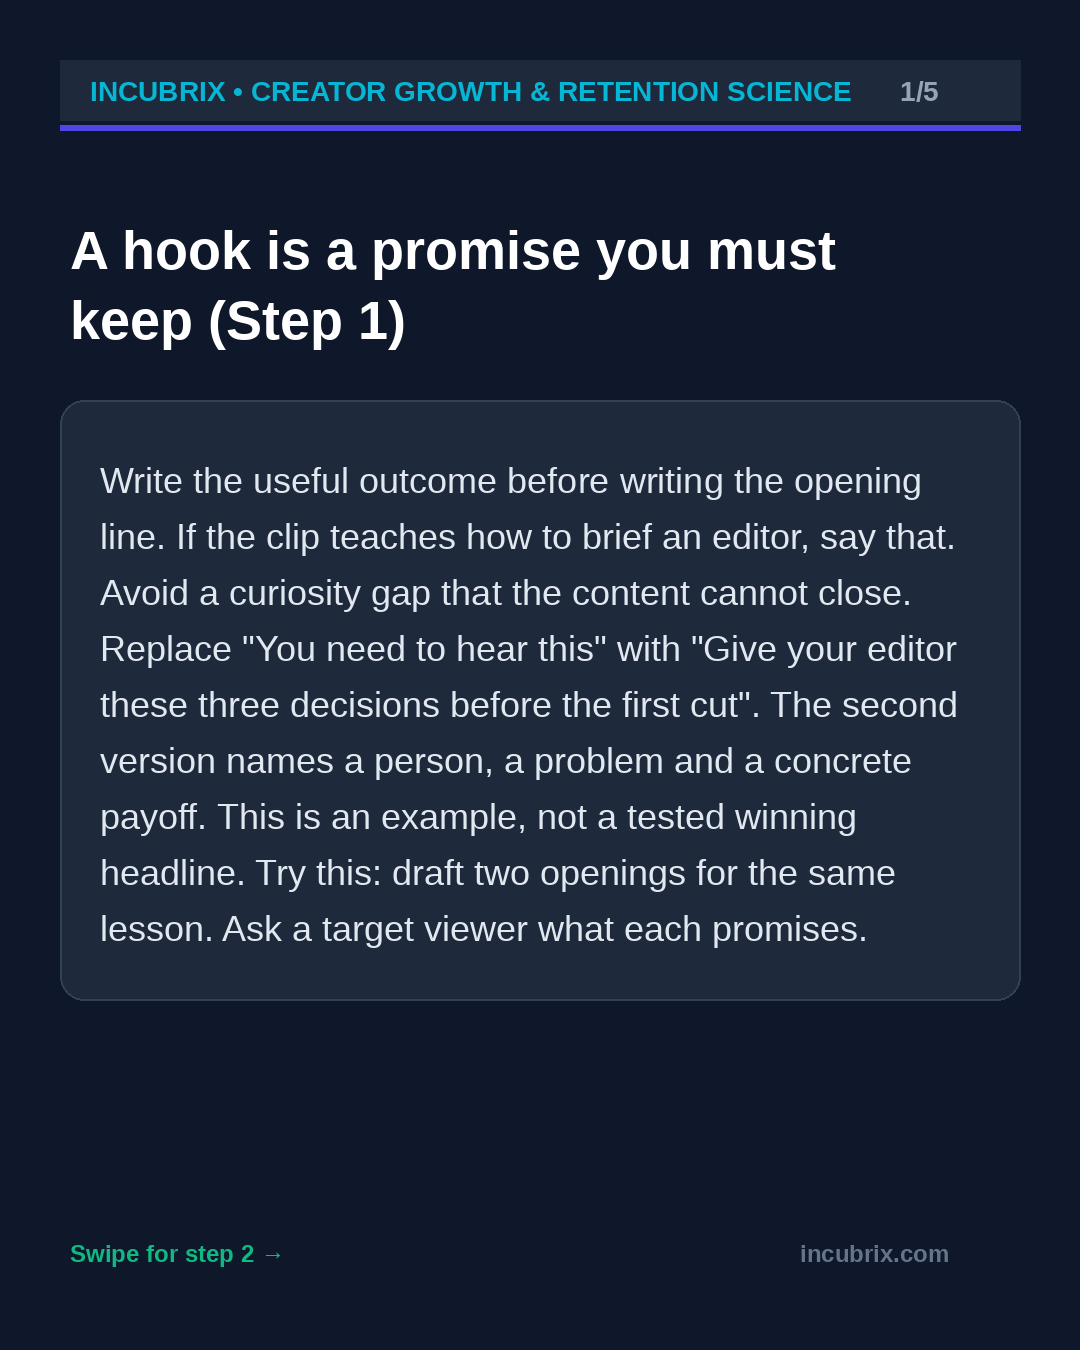 INCUBRIX • CREATOR GROWTH & RETENTION SCIENCE 1/5
A hook is a promise you must
keep (Step 1)
Write the useful outcome before writing the opening
line. If the clip teaches how to brief an editor, say that.
Avoid a curiosity gap that the content cannot close.
Replace "You need to hear this" with "Give your editor
these three decisions before the first cut". The second
version names a person, a problem and a concrete
payoff. This is an example, not a tested winning
headline. Try this: draft two openings for the same
lesson. Ask a target viewer what each promises.
Swipe for step 2 → incubrix.com